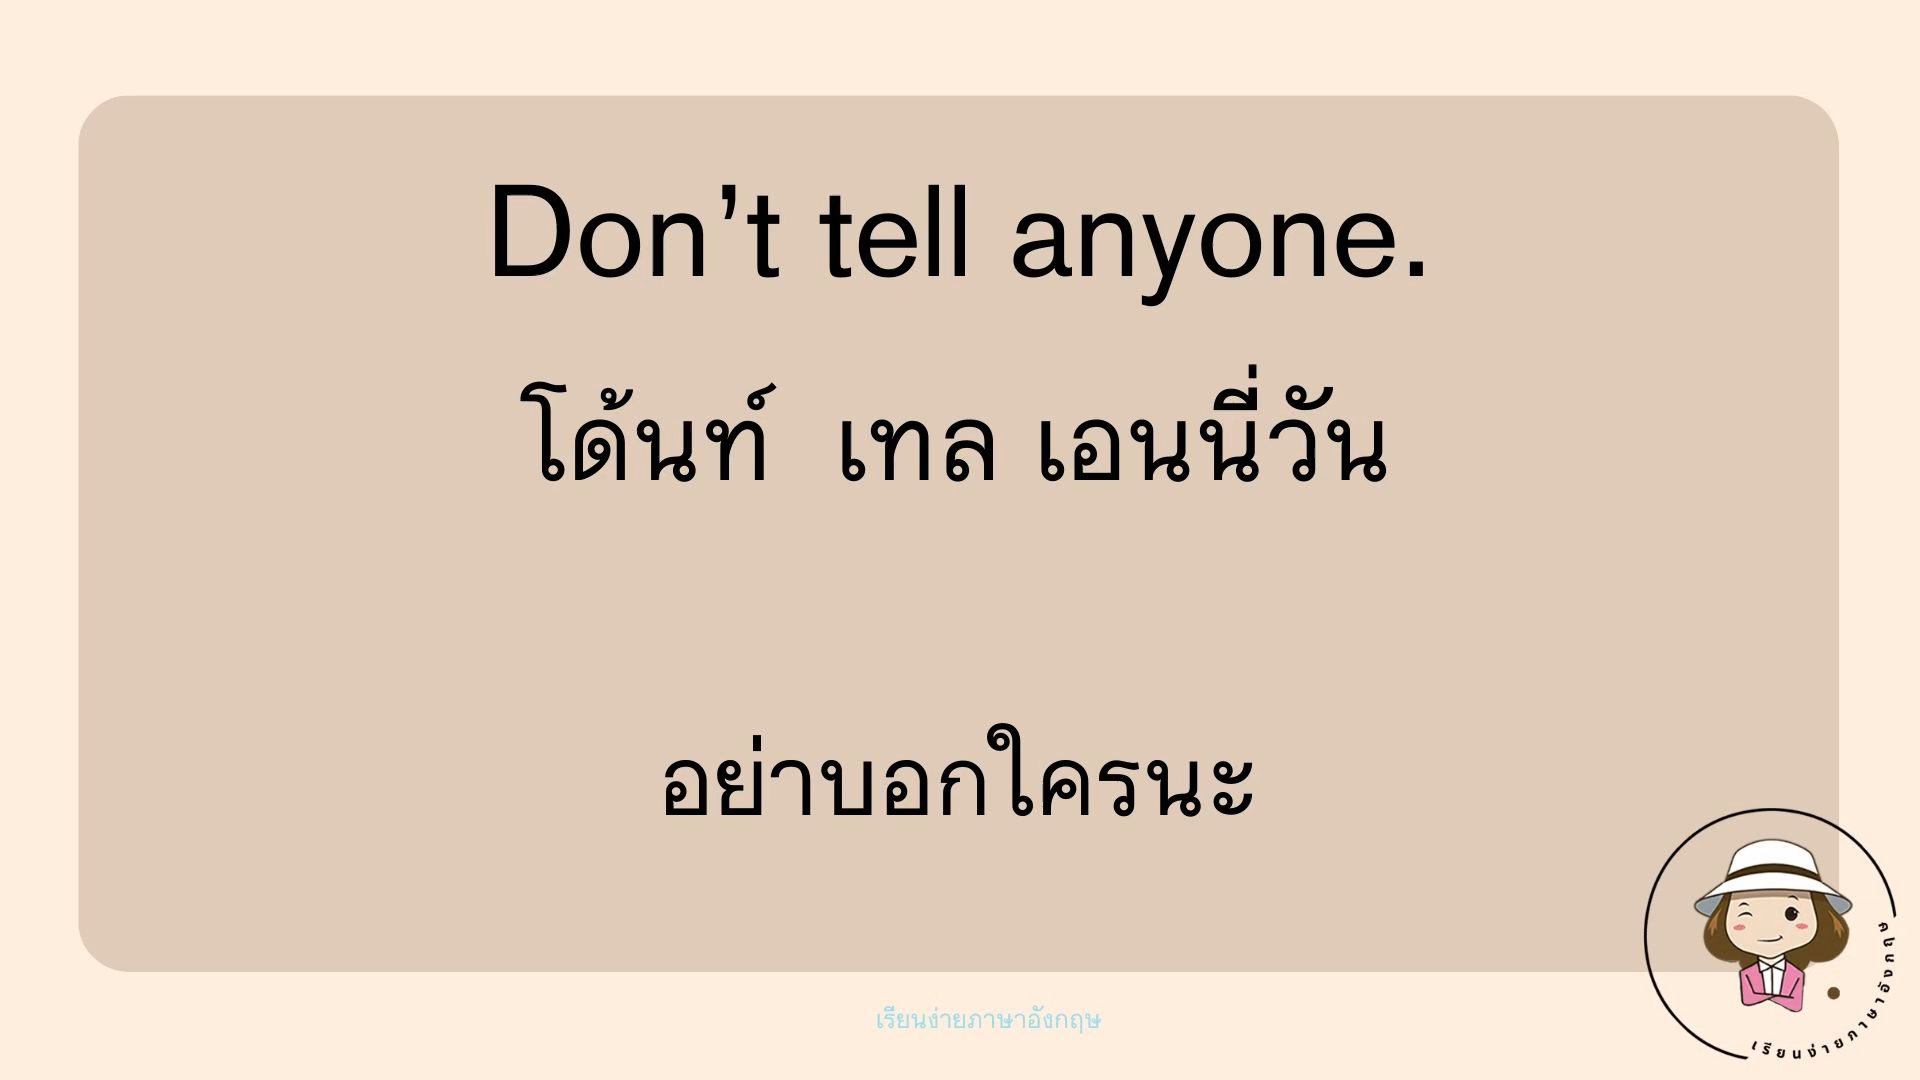 Don’t tell anyone.
โด้นท์  เทล เอนนี่วัน
อย่าบอกใครนะ
เรียนง่ายภาษาอังกฤษ
เรียนง่ายภาษาอังกฤษ